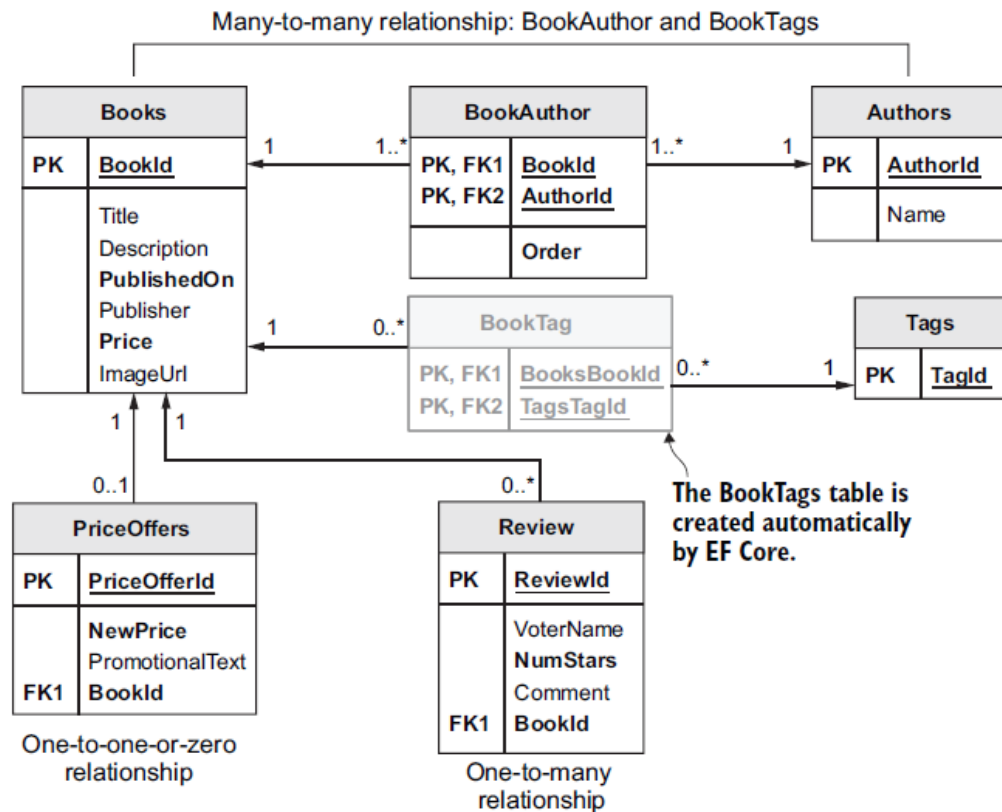 Many-to-many relationship: BookAuthor and BookTags
Books
PK BookId
Title
Description
PublishedOn
Publisher
Price
ImageUrl
1 1..*
BookAuthor
PK, FK1 BookId
PK, FK2 AuthorId
Order
1..* 1
Authors
PK AuthorId
Name
1 0..*
BookTag
PK, FK1 BooksBookId
PK, FK2 TagsTagId
0..* 1
Tags
PK TagId
The BookTags table is
created automatically
by EF Core.
1
0..1
PriceOffers
PK PriceOfferId
NewPrice
PromotionalText
FK1 BookId
One-to-one-or-zero
relationship
1
0..*
Review
PK ReviewId
VoterName
NumStars
Comment
FK1 BookId
One-to-many
relationship